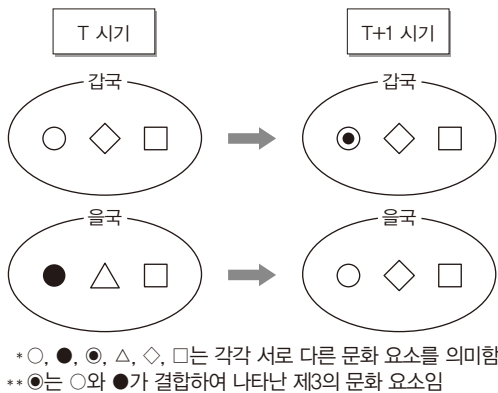 T 시기
T+1 시기
갑국
갑국
을국
을국
*○, ●, ◉, △, ◇, □는 각각 서로 다른 문화 요소를 의미함
**◉는 ○와 ●가 결합하여 나타난 제3의 문화 요소임